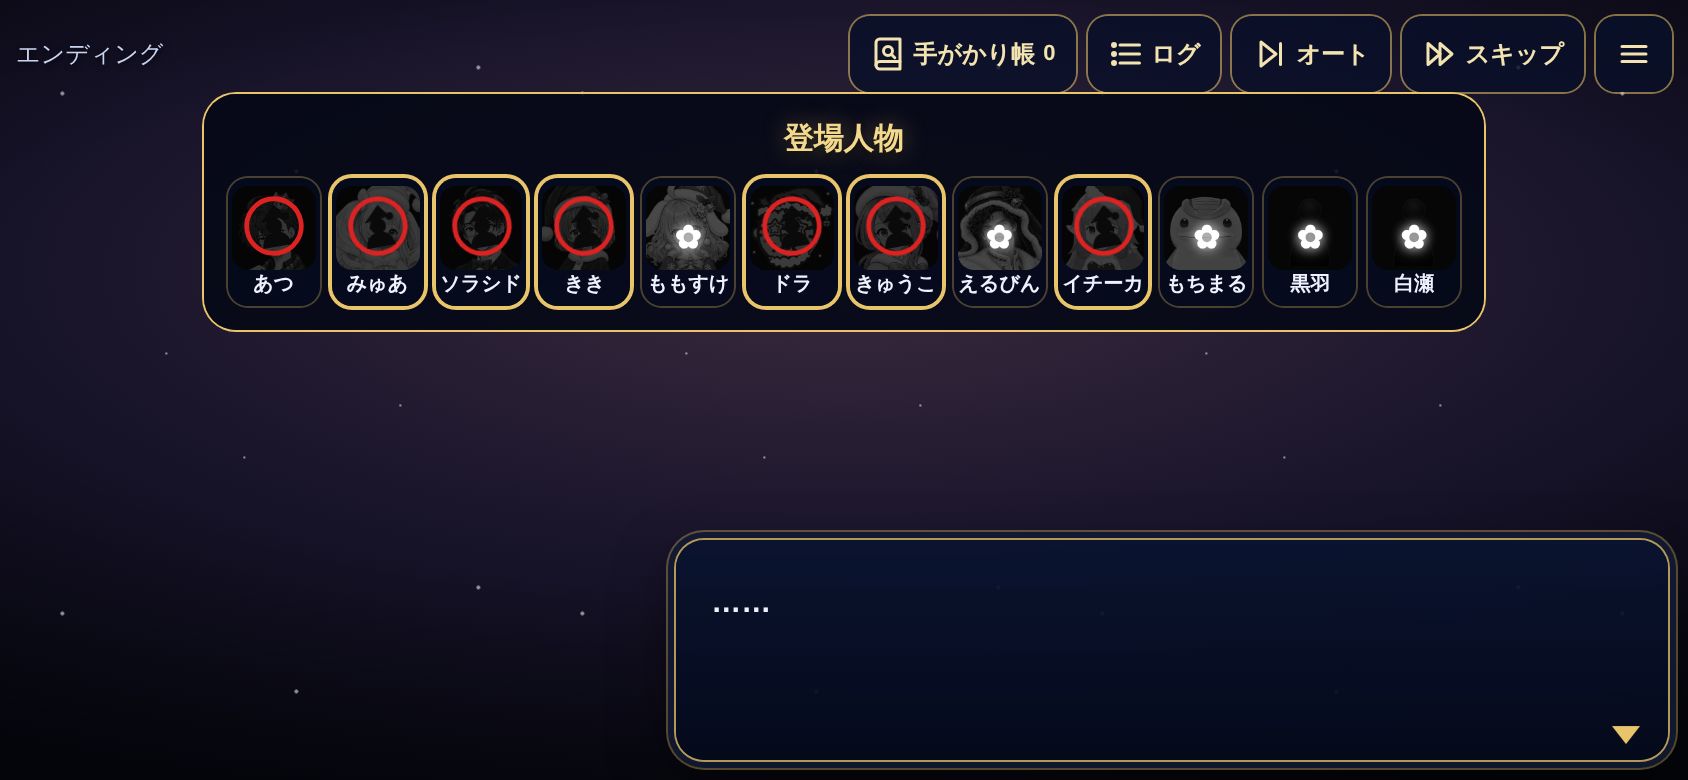 エンディング
手がかり帳 0
ログ
オート
スキップ
登場人物
あつ
みゅあ
ソラシド
きき
ももすけ
ドラ
きゅうこ
えるびん
イチーカ
もちまる
黒羽
白瀬
……